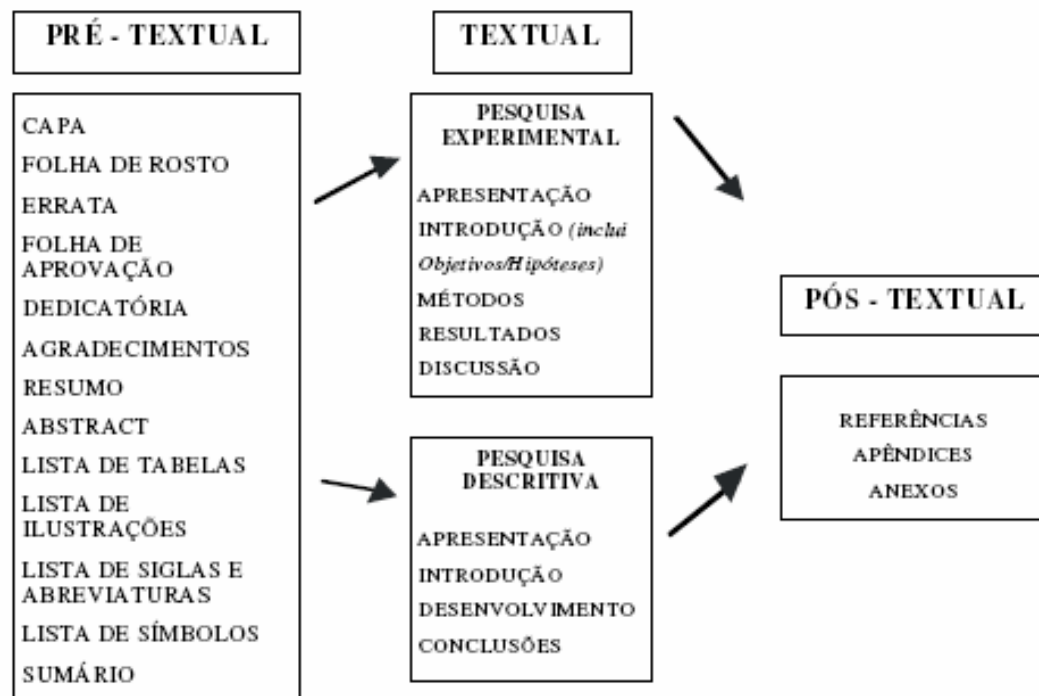 PRÉ - TEXTUAL
CAPA
FOLHA DE ROSTO
ERRATA
FOLHA DE
APROVAÇÃO
DEDICATÓRIA
AGRADECIMENTOS
RESUMO
ABSTRACT
LISTA DE TABELAS
LISTA DE
ILUSTRAÇÕES
LISTA DE SIGLAS E
ABREVIATURAS
LISTA DE SÍMBOLOS
SUMÁRIO
TEXTUAL
PESQUISA
EXPERIMENTAL
APRESENTAÇÃO
INTRODUÇÃO (inclui
Objetivos/Hipóteses)
MÉTODOS
RESULTADOS
DISCUSSÃO
PESQUISA
DESCRITIVA
APRESENTAÇÃO
INTRODUÇÃO
DESENVOLVIMENTO
CONCLUSÕES
PÓS - TEXTUAL
REFERÊNCIAS
APÊNDICES
ANEXOS